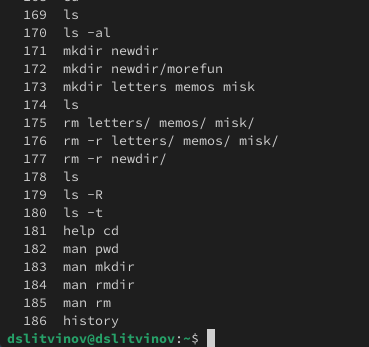 169 ls
170 ls -al
171 mkdir newdir
172 mkdir newdir/morefun
173 mkdir letters memos misk
174 ls
175 rm letters/ memos/ misk/
176 rm -r letters/ memos/ misk/
177 rm -r newdir/
178 ls
179 ls -R
180 ls -t
181 help cd
182 man pwd
183 man mkdir
184 man rmdir
185 man rm
186 history
dslitvinov@dslitvinov:~$